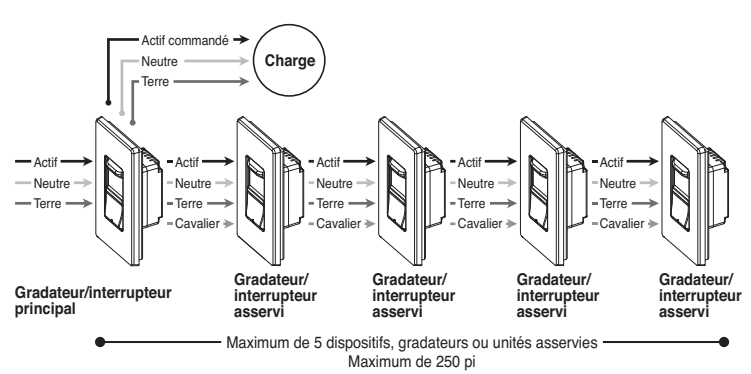 Actif commandé
Neutre
Terre
Charge
Actif
Neutre
Terre
Actif
Neutre
Terre
Cavalier
Actif
Neutre
Terre
Cavalier
Actif
Neutre
Terre
Cavalier
Actif
Neutre
Terre
Cavalier
Gradateur/interrupteur
principal
Gradateur/
interrupteur
asservi
Gradateur/
interrupteur
asservi
Gradateur/
interrupteur
asservi
Gradateur/
interrupteur
asservi
Maximum de 5 dispositifs, gradateurs ou unités asservies
Maximum de 250 pi